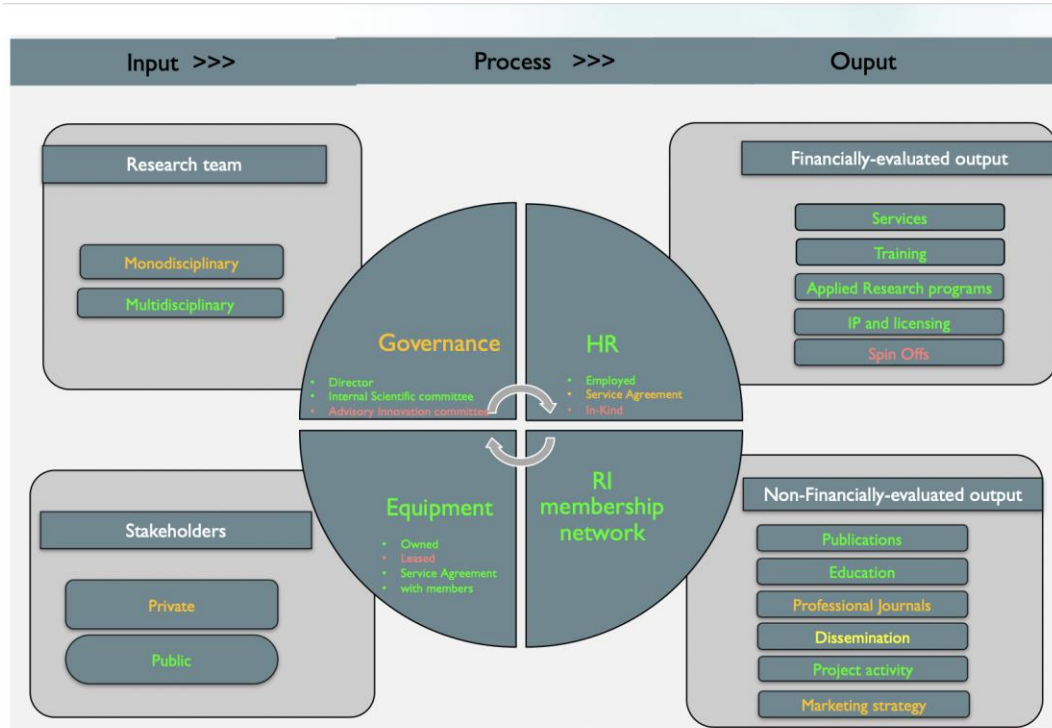 Input >>>
Process >>>
Ouput
Research team
Monodisciplinary
Multidisciplinary
Stakeholders
Private
Public
Governance
• Director
• Internal Scientific committee
• Advisory Innovation committee
HR
• Employed
• Service Agreement
• In-Kind
Equipment
• Owned
• Leased
• Service Agreement
• with members
RI
membership
network
Financially-evaluated output
Services
Training
Applied Research programs
IP and licensing
Spin Offs
Non-Financially-evaluated output
Publications
Education
Professional Journals
Dissemination
Project activity
Marketing strategy